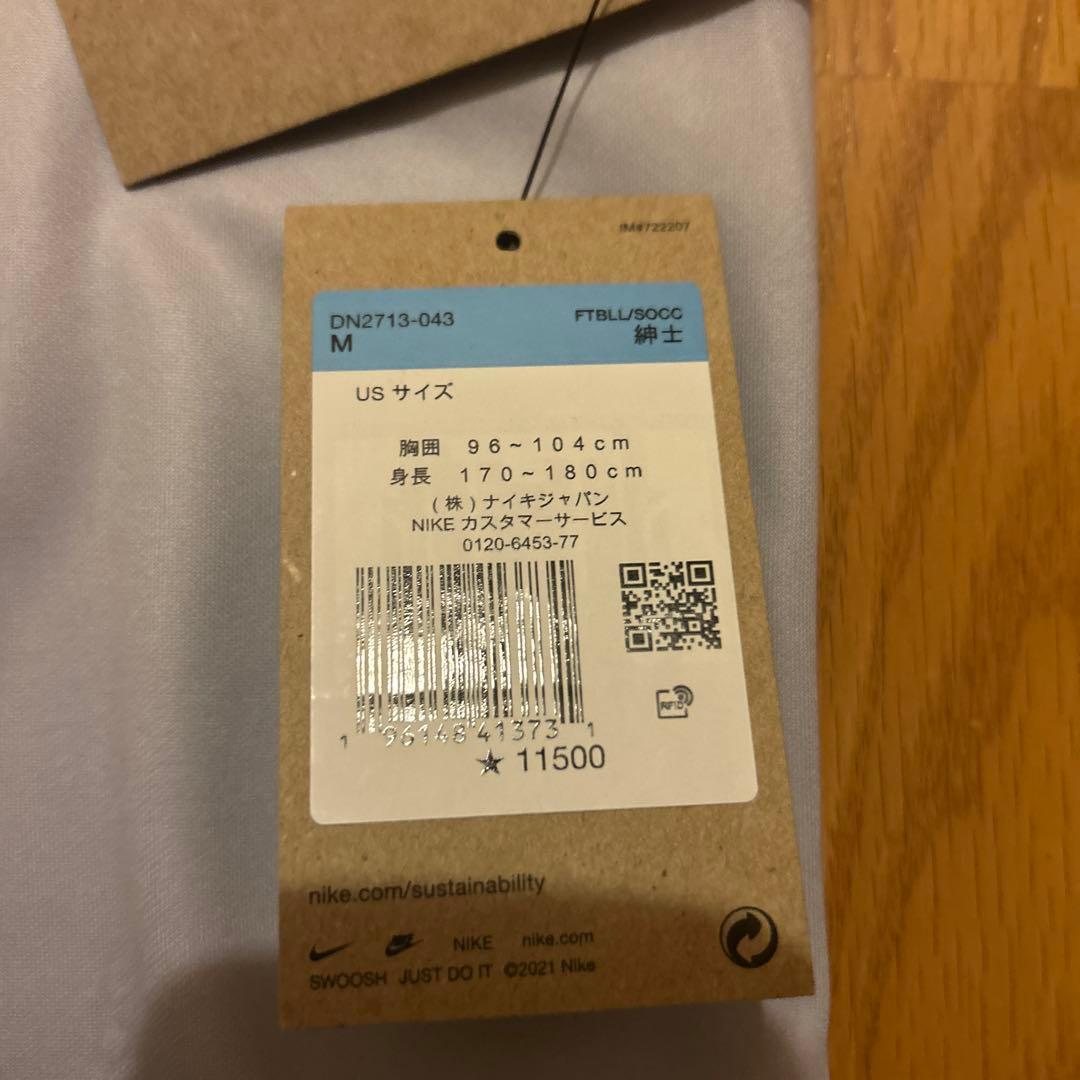 IM#722207
DN2713-043 FTBLL/SOCC
M 紳士
US サイズ
胸囲 96~104cm
身長 170~180cm
(株)ナイキジャパン
NIKE カスタマーサービス
0120-6453-77
RFID
1 96148 41373 1
★ 11500
nike.com/sustainability
NIKE nike.com
SWOOSH JUST DO IT ©2021 Nike